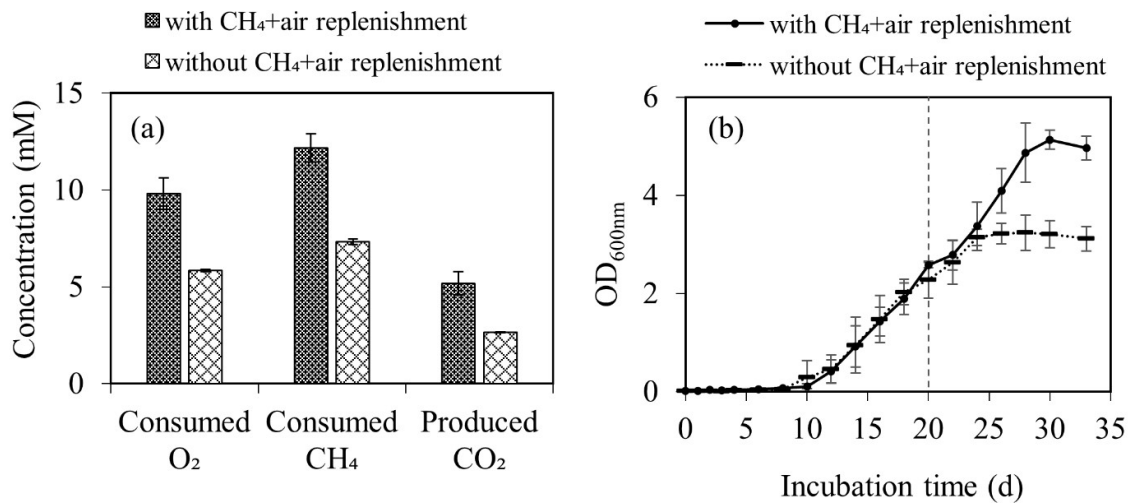 with CH₄+air replenishment
without CH₄+air replenishment
(a)
Concentration (mM)
15
10
5
0
Consumed O₂
Consumed CH₄
Produced CO₂
with CH₄+air replenishment
without CH₄+air replenishment
(b)
OD₆₀₀ₙₘ
6
4
2
0
0 5 10 15 20 25 30 35
Incubation time (d)